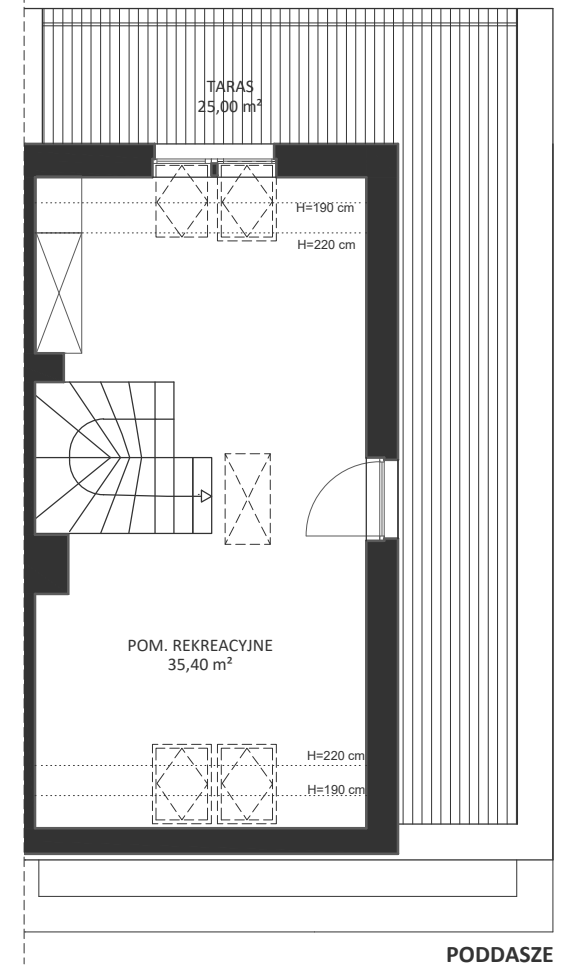 TARAS
25,00 m²
H=190 cm
H=220 cm
POM. REKREACYJNE
35,40 m²
H=220 cm
H=190 cm
PODDASZE